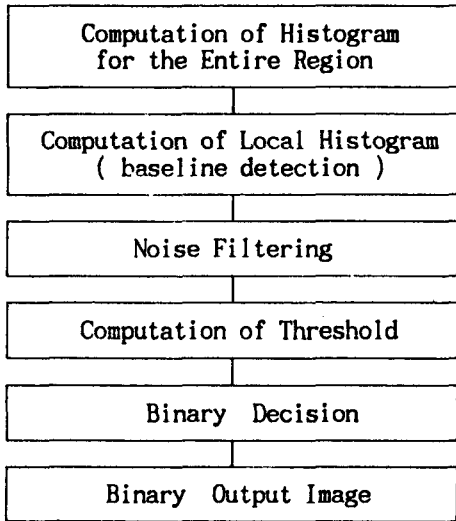 Computation of Histogram
for the Entire Region
Computation of Local Histogram
( baseline detection )
Noise Filtering
Computation of Threshold
Binary Decision
Binary Output Image